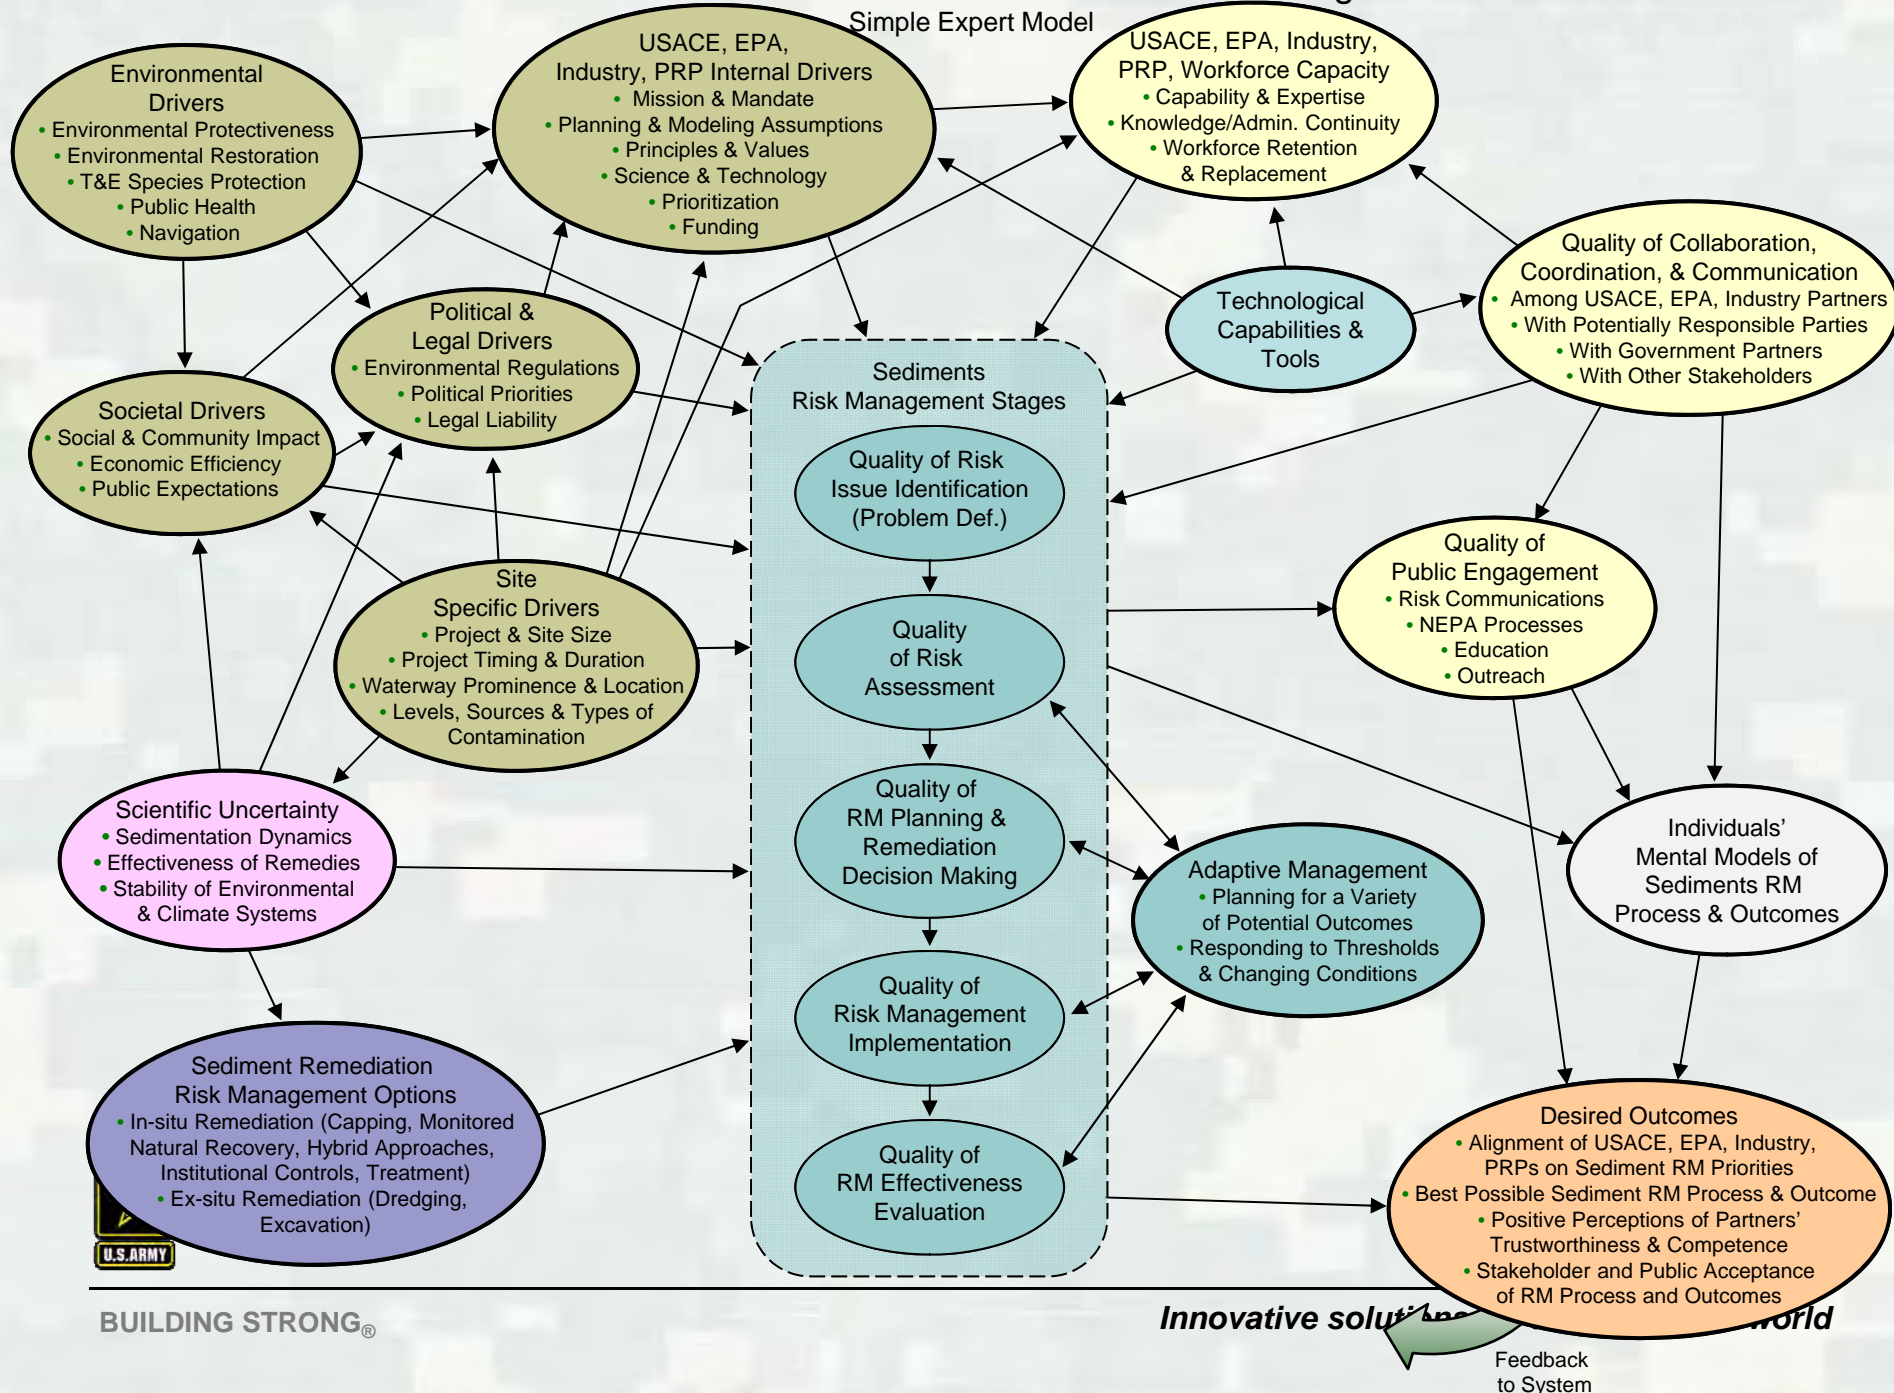 Simple Expert Model
Environmental
Drivers
• Environmental Protectiveness
• Environmental Restoration
• T&E Species Protection
• Public Health
• Navigation
USACE, EPA,
Industry, PRP Internal Drivers
• Mission & Mandate
• Planning & Modeling Assumptions
• Principles & Values
• Science & Technology
• Prioritization
• Funding
USACE, EPA, Industry,
PRP, Workforce Capacity
• Capability & Expertise
• Knowledge/Admin. Continuity
• Workforce Retention
& Replacement
Quality of Collaboration,
Coordination, & Communication
• Among USACE, EPA, Industry Partners
• With Potentially Responsible Parties
• With Government Partners
• With Other Stakeholders
Technological
Capabilities &
Tools
Political &
Legal Drivers
• Environmental Regulations
• Political Priorities
• Legal Liability
Societal Drivers
• Social & Community Impact
• Economic Efficiency
• Public Expectations
Site
Specific Drivers
• Project & Site Size
• Project Timing & Duration
• Waterway Prominence & Location
• Levels, Sources & Types of
Contamination
Sediments
Risk Management Stages
Quality of Risk
Issue Identification
(Problem Def.)
Quality
of Risk
Assessment
Quality of
RM Planning &
Remediation
Decision Making
Quality of
Risk Management
Implementation
Quality of
RM Effectiveness
Evaluation
Quality of
Public Engagement
• Risk Communications
• NEPA Processes
• Education
• Outreach
Scientific Uncertainty
• Sedimentation Dynamics
• Effectiveness of Remedies
• Stability of Environmental
& Climate Systems
Adaptive Management
• Planning for a Variety
of Potential Outcomes
• Responding to Thresholds
& Changing Conditions
Individuals’
Mental Models of
Sediments RM
Process & Outcomes
Sediment Remediation
Risk Management Options
• In-situ Remediation (Capping, Monitored
Natural Recovery, Hybrid Approaches,
Institutional Controls, Treatment)
• Ex-situ Remediation (Dredging,
Excavation)
Desired Outcomes
• Alignment of USACE, EPA, Industry,
PRPs on Sediment RM Priorities
• Best Possible Sediment RM Process & Outcome
• Positive Perceptions of Partners’
Trustworthiness & Competence
• Stakeholder and Public Acceptance
of RM Process and Outcomes
U.S.ARMY
BUILDING STRONG®
Innovative solutions world
Feedback
to System